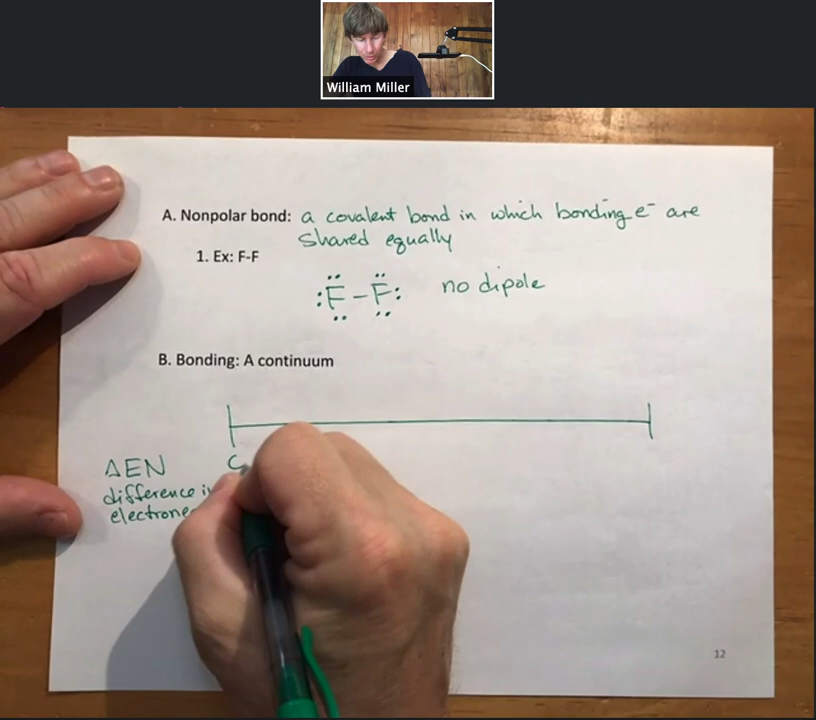 William Miller
A. Nonpolar bond: a covalent bond in which bonding e⁻ are
shared equally
1. Ex: F-F
:F̤̈ – F̤̈: no dipole
B. Bonding: A continuum
ΔEN
difference
12